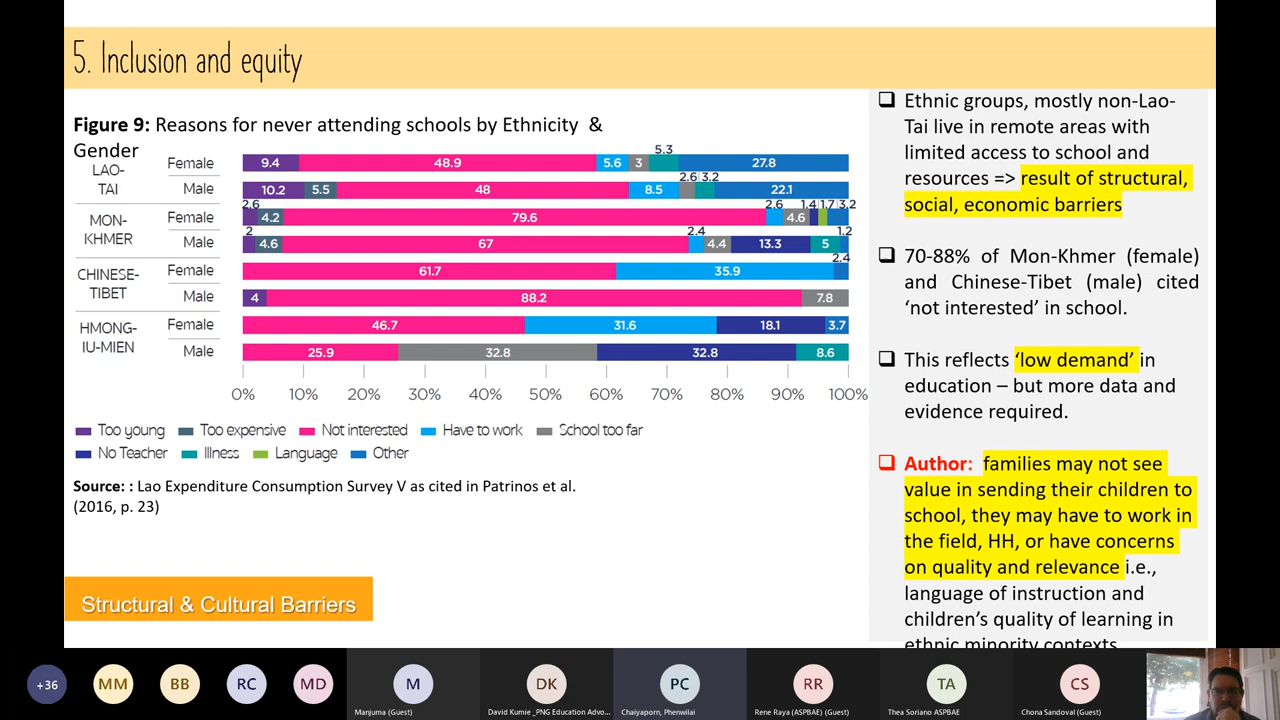 5. Inclusion and equity
Figure 9: Reasons for never attending schools by Ethnicity &
Gender
LAO-
TAI
Female
9.4
48.9
5.6
3
5.3
27.8
Male
10.2
5.5
48
8.5
2.6
3.2
22.1
MON-
KHMER
Female
2.6
4.2
79.6
2.6
4.6
1.4
1.7
3.2
Male
2
4.6
67
2.4
4.4
13.3
5
1.2
CHINESE-
TIBET
Female
61.7
35.9
2.4
Male
4
88.2
7.8
HMONG-
IU-MIEN
Female
46.7
31.6
18.1
3.7
Male
25.9
32.8
32.8
8.6
0%
10%
20%
30%
40%
50%
60%
70%
80%
90%
100%
Too young
Too expensive
Not interested
Have to work
School too far
No Teacher
Illness
Language
Other
Source: : Lao Expenditure Consumption Survey V as cited in Patrinos et al.
(2016, p. 23)
Structural & Cultural Barriers
Ethnic groups, mostly non-Lao-
Tai live in remote areas with
limited access to school and
resources => result of structural,
social, economic barriers
70-88% of Mon-Khmer (female)
and Chinese-Tibet (male) cited
‘not interested’ in school.
This reflects ‘low demand’ in
education – but more data and
evidence required.
Author: families may not see
value in sending their children to
school, they may have to work in
the field, HH, or have concerns
on quality and relevance i.e.,
language of instruction and
children’s quality of learning in
ethnic minority contexts
+36
MM
BB
RC
MD
M
Manjuma (Guest)
DK
David Kumie _PNG Education Advo...
PC
Chaiyaporn, Phenwilai
RR
Rene Raya (ASPBAE) (Guest)
TA
Thea Soriano ASPBAE
CS
Chona Sandoval (Guest)